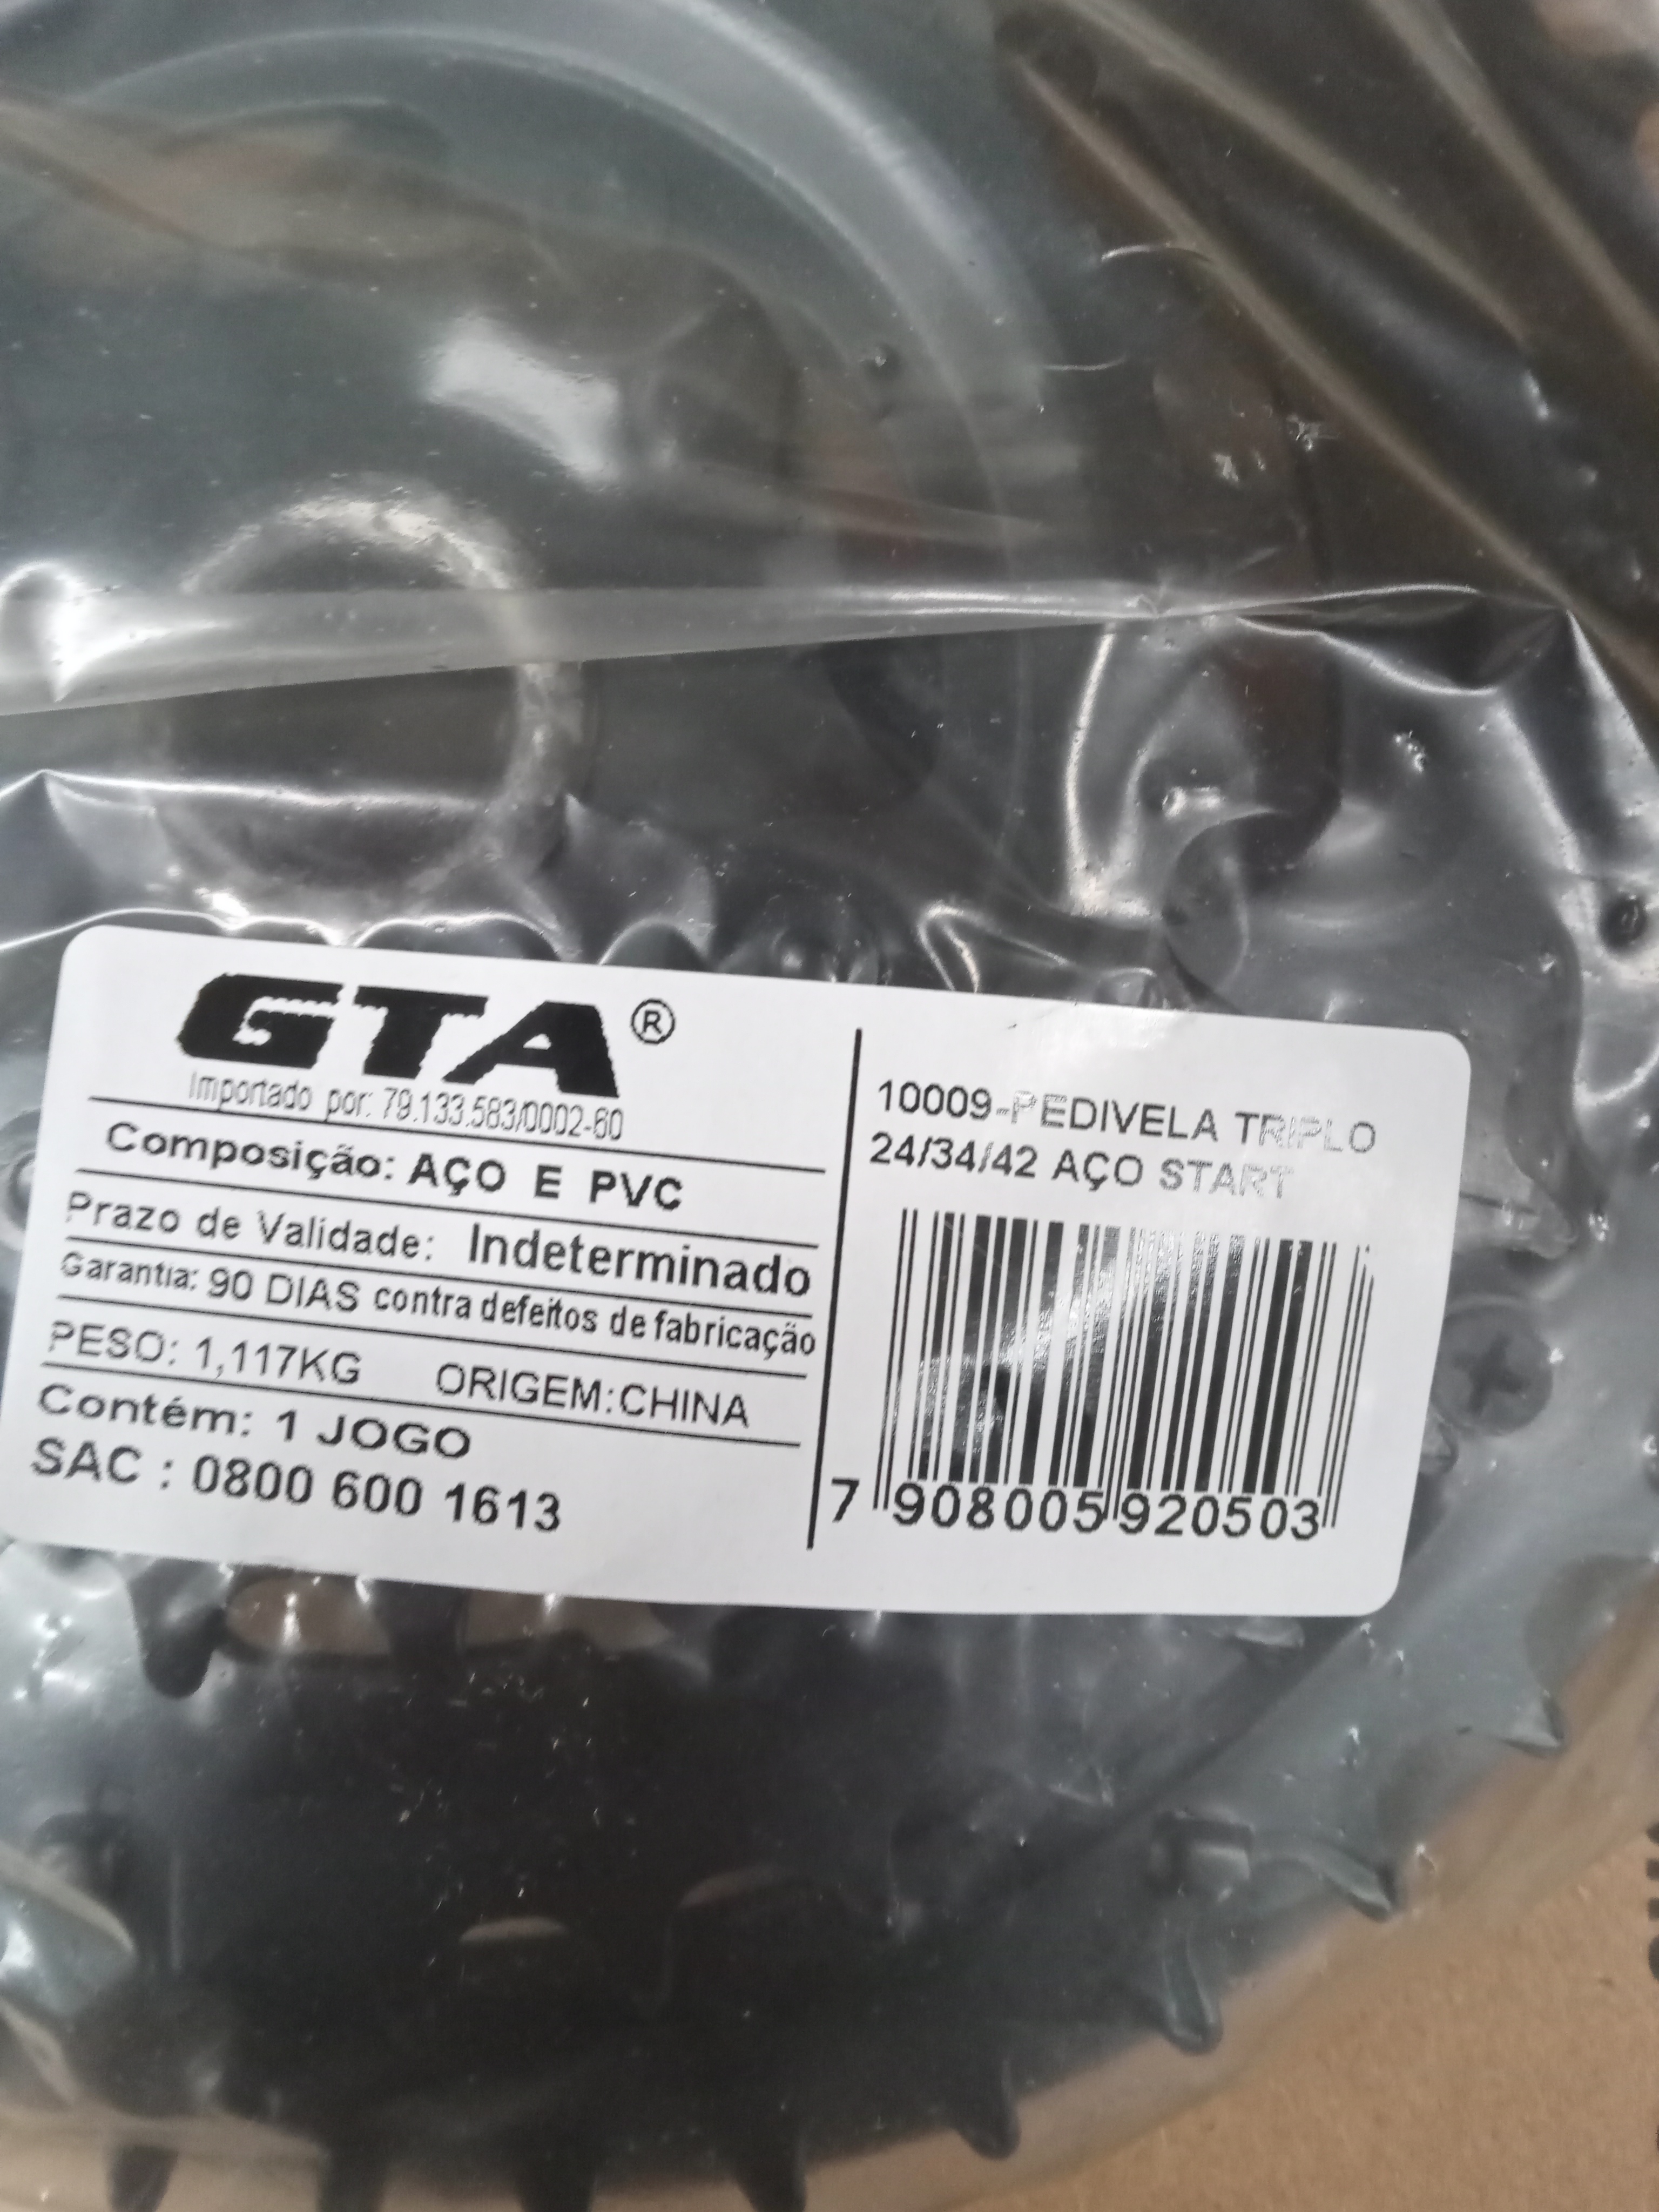 GTA®
Importado por: 79.133.583/0002-60
Composição: AÇO E PVC
Prazo de Validade: Indeterminado
Garantia: 90 DIAS contra defeitos de fabricação
PESO: 1,117KG ORIGEM:CHINA
Contém: 1 JOGO
SAC : 0800 600 1613
10009-PEDIVELA TRIPLO
24/34/42 AÇO START
7 908005 920503